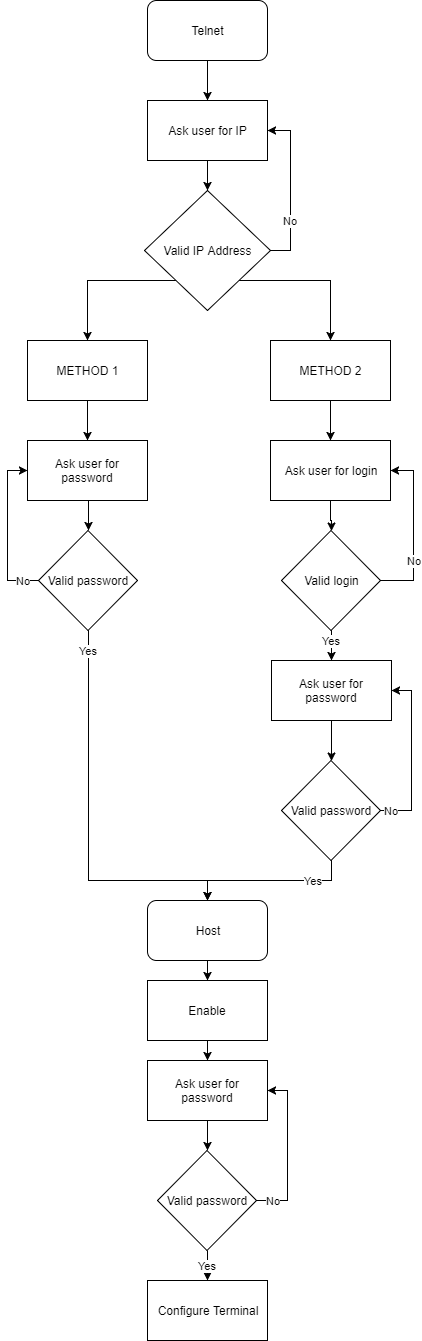 Telnet
Ask user for IP
No
Valid IP Address
METHOD 1
METHOD 2
Ask user for
password
Ask user for login
No
No
Valid password
Valid login
Yes
Yes
Ask user for
password
Valid password
No
Yes
Host
Enable
Ask user for
password
Valid password
No
Yes
Configure Terminal